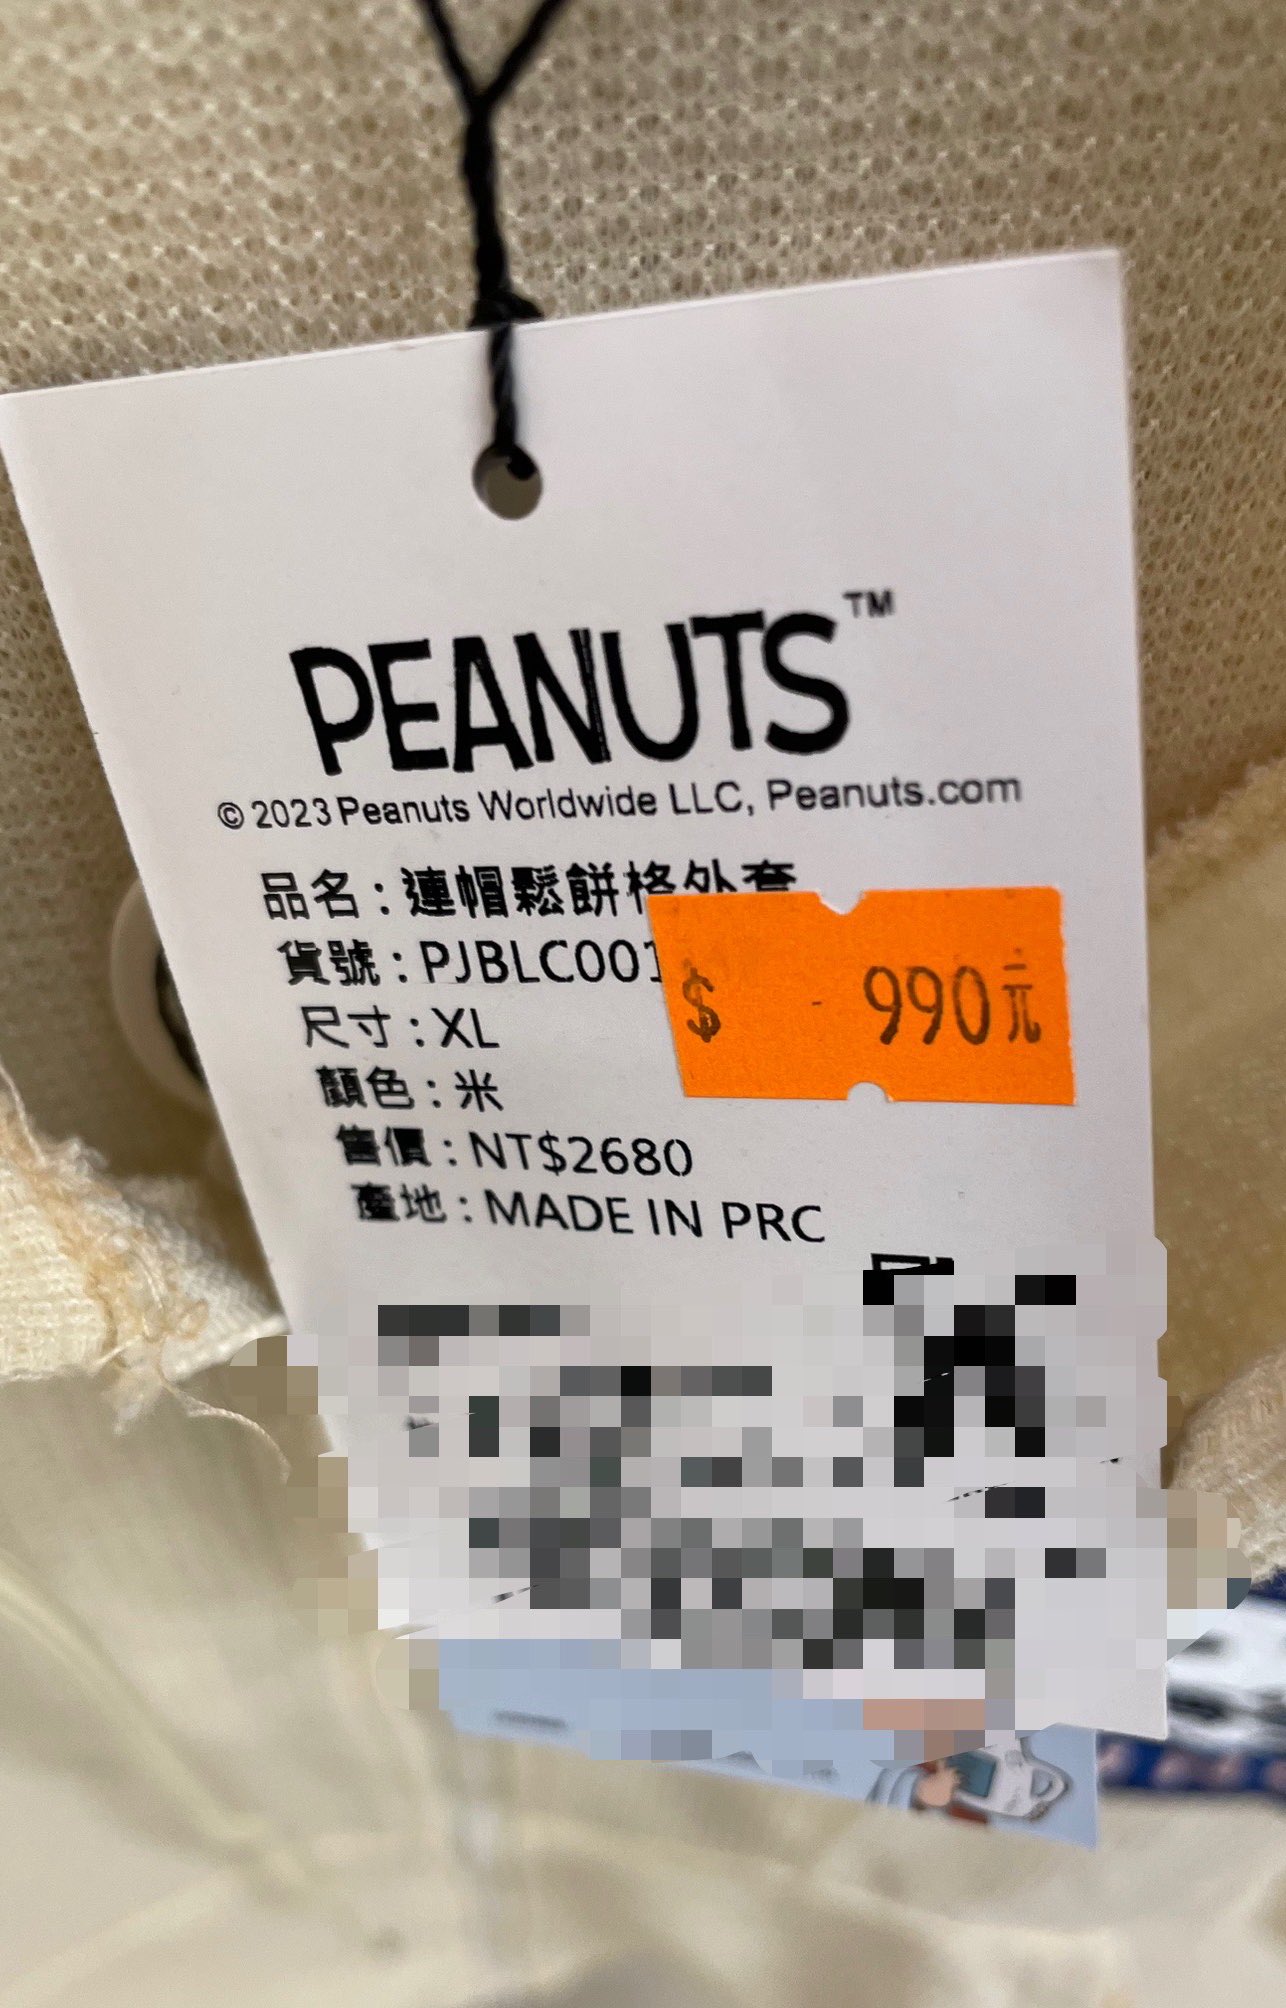 PEANUTS™
© 2023 Peanuts Worldwide LLC, Peanuts.com
品名：連帽鬆餅格外套
貨號：PJBLC001
尺寸：XL
$ - 990元
顏色：米
售價：NT$2680
產地：MADE IN PRC